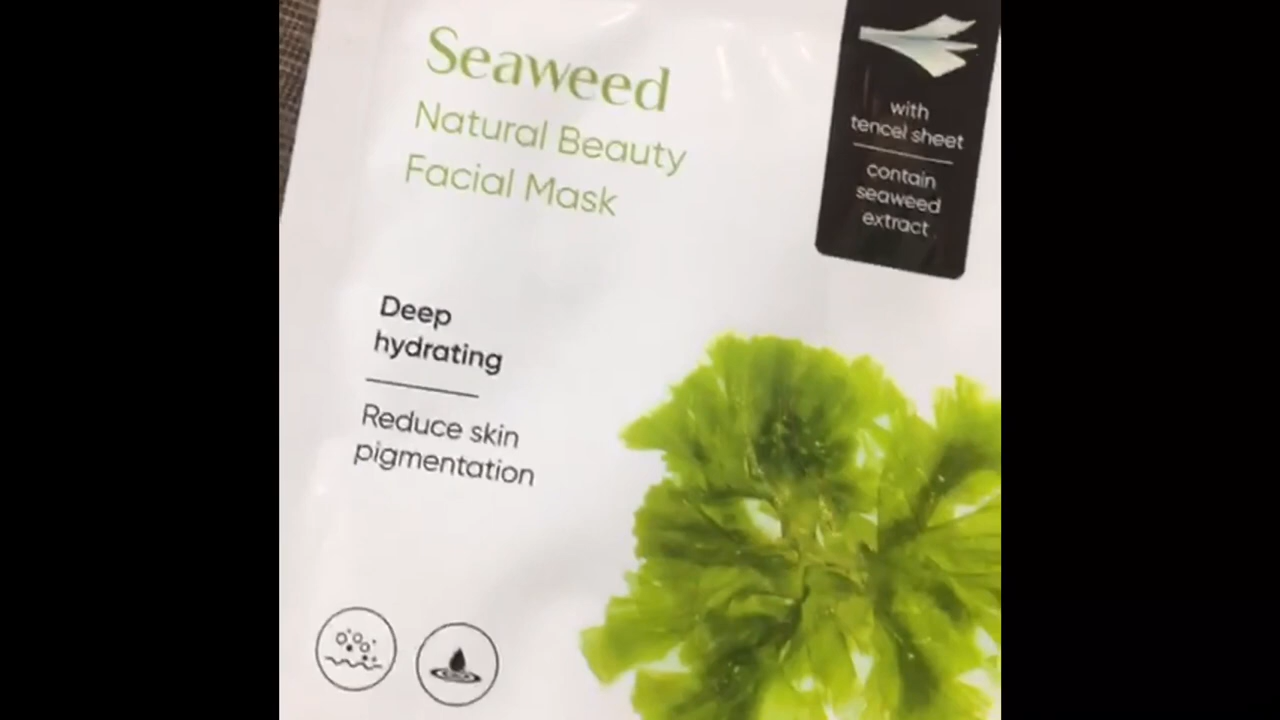 Seaweed
Natural Beauty
Facial Mask
with
tencel sheet
contain
seaweed
extract
Deep
hydrating
Reduce skin
pigmentation